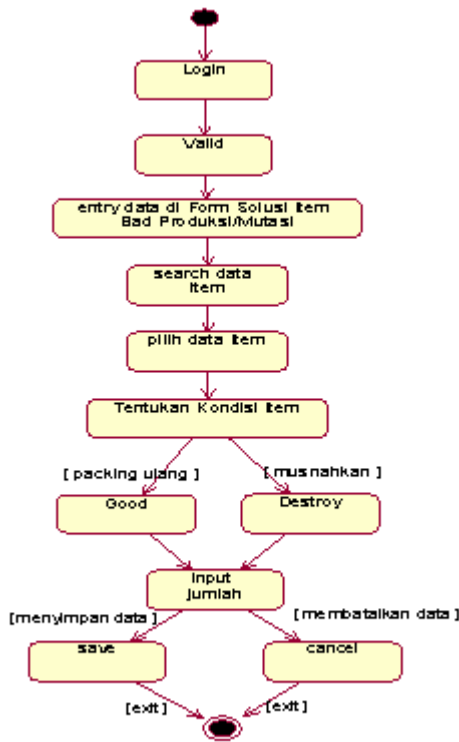 Login
Valid
entry data di Form Solusi Item
Bad Produksi/Mutasi
search data
Item
pilih data item
Tentukan Kondisi Item
[ packing ulang ]
[ musnahkan ]
Good
Destroy
Input
jumlah
[menyimpan data ]
[membatalkan data ]
save
cancel
[exit]
[exit]